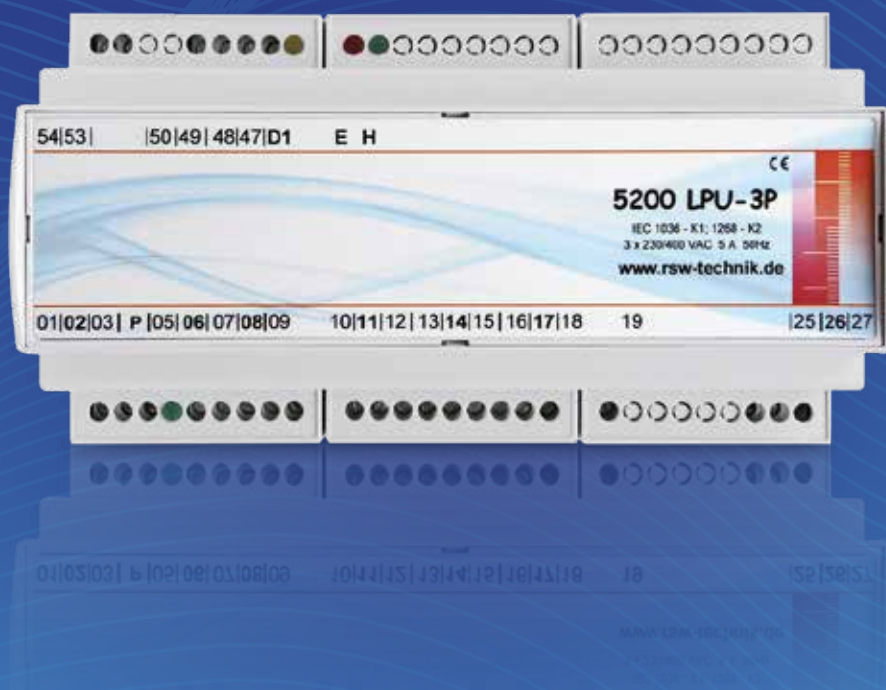 54|53| |50|49| 48|47|D1 E H
CE
5200 LPU-3P
IEC 1036 - K1; 1268 - K2
3 x 230/400 VAC 5 A 50Hz
www.rsw-technik.de
01|02|03| P |05|06|07|08|09 10|11|12|13|14|15|16|17|18 19 |25|26|27